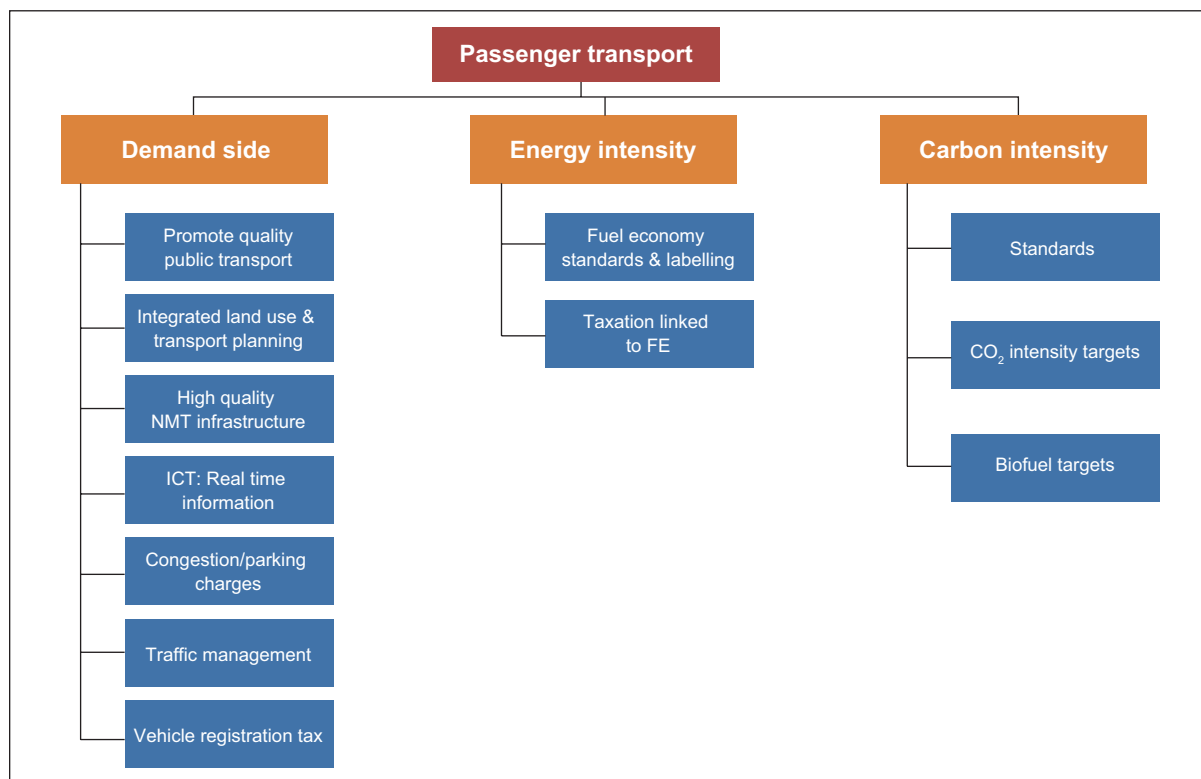 Passenger transport
Demand side
Promote quality
public transport
Integrated land use &
transport planning
High quality
NMT infrastructure
ICT: Real time
information
Congestion/parking
charges
Traffic management
Vehicle registration tax
Energy intensity
Fuel economy
standards & labelling
Taxation linked
to FE
Carbon intensity
Standards
CO₂ intensity targets
Biofuel targets